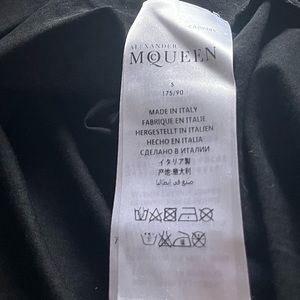 ALEXANDER
McQUEEN
S
175/90
MADE IN ITALY
FABRIQUE EN ITALIE
HERGESTELLT IN ITALIEN
HECHO EN ITALIA
СДЕЛАНО В ИТАЛИИ
イタリア製
产地:意大利
صنع في إيطاليا